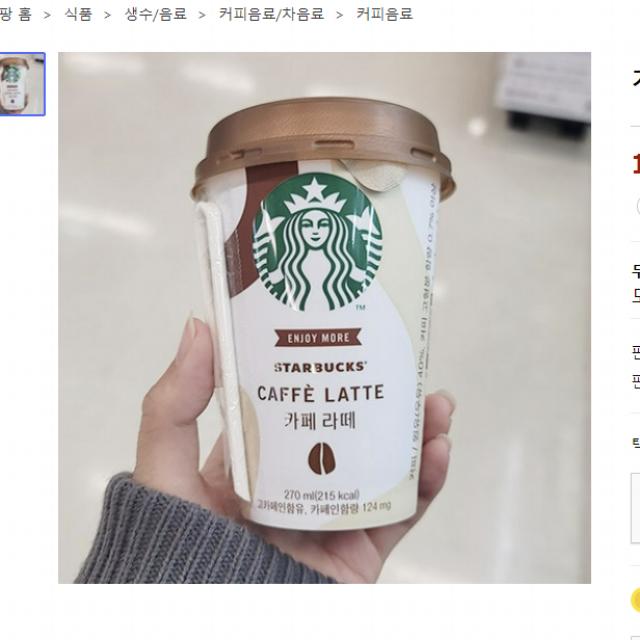 팡 홈 > 식품 > 생수/음료 > 커피음료/차음료 > 커피음료
TM
ENJOY MORE
STARBUCKS
CAFFÈ LATTE
카페 라떼
270 ml(215 kcal)
고카페인함유, 카페인함량 124 mg